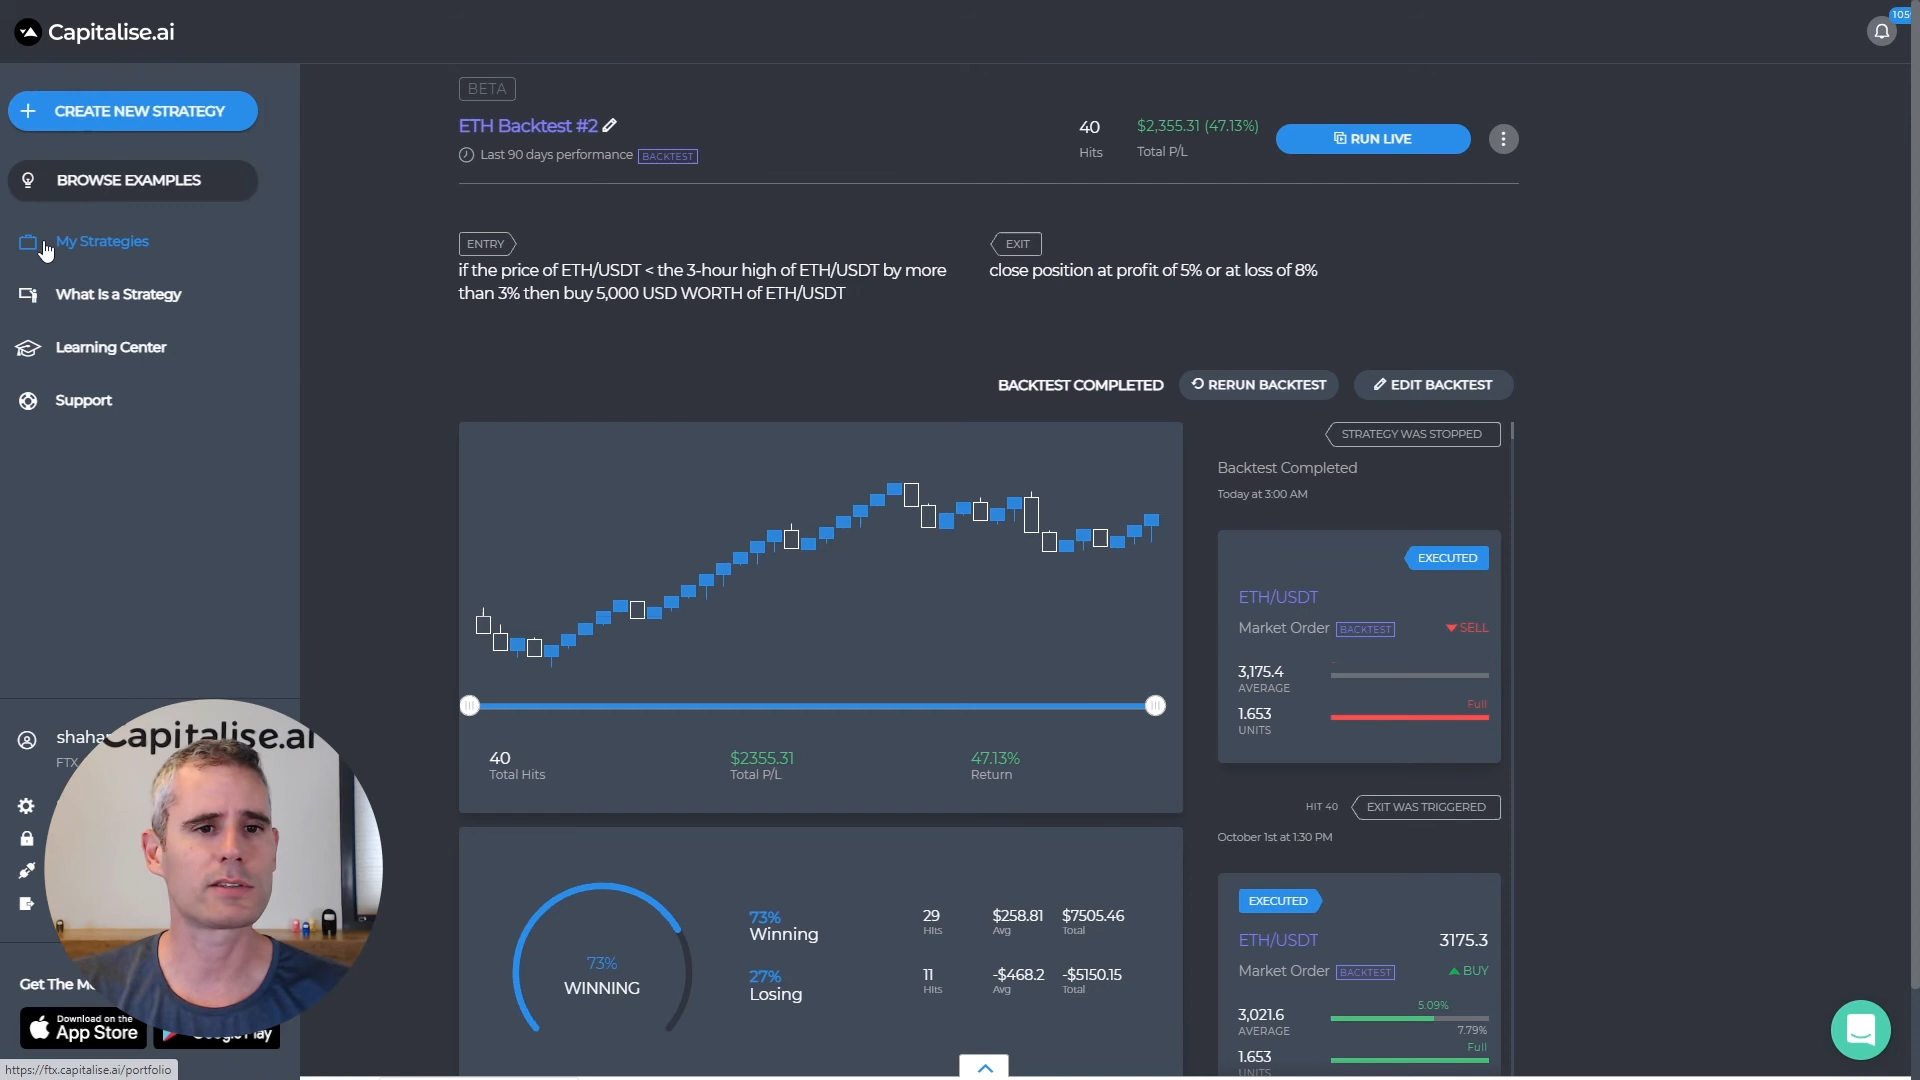 Capitalise.ai
105
CREATE NEW STRATEGY
BROWSE EXAMPLES
My Strategies
What Is a Strategy
Learning Center
Support
BETA
ETH Backtest #2
Last 90 days performance BACKTEST
40
Hits
$2,355.31 (47.13%)
Total P/L
RUN LIVE
ENTRY
if the price of ETH/USDT < the 3-hour high of ETH/USDT by more
than 3% then buy 5,000 USD WORTH of ETH/USDT
EXIT
close position at profit of 5% or at loss of 8%
BACKTEST COMPLETED
RERUN BACKTEST
EDIT BACKTEST
40
Total Hits
$2355.31
Total P/L
47.13%
Return
73%
WINNING
73%
Winning
29
Hits
$258.81
Avg
$7505.46
Total
27%
Losing
11
Hits
-$468.2
Avg
-$5150.15
Total
STRATEGY WAS STOPPED
Backtest Completed
Today at 3:00 AM
EXECUTED
ETH/USDT
Market Order BACKTEST
SELL
3,175.4
AVERAGE
Full
1.653
UNITS
HIT 40
EXIT WAS TRIGGERED
October 1st at 1:30 PM
EXECUTED
ETH/USDT
3175.3
Market Order BACKTEST
BUY
5.09%
3,021.6
AVERAGE
7.79%
Full
1.653
UNITS
shaha
FTX
Capitalise.ai
Get The M
Download on the
App Store
Google Play
https://ftx.capitalise.ai/portfolio